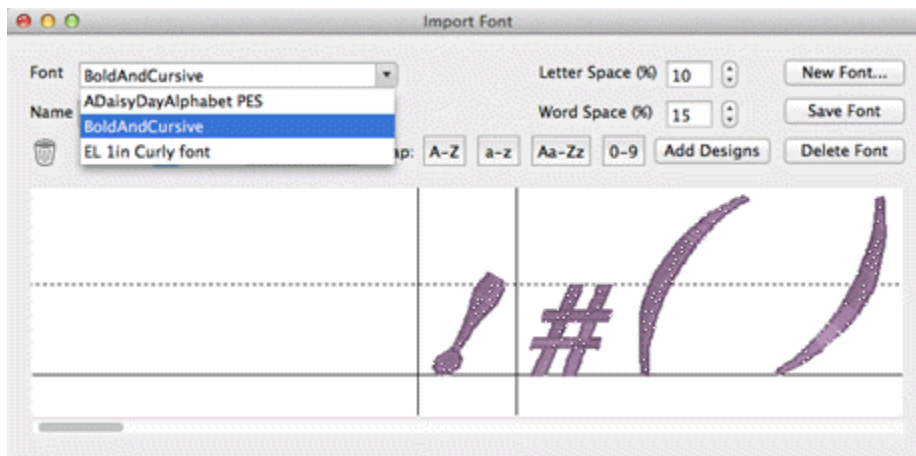 Import Font
Font BoldAndCursive Letter Space (%) 10 New Font...
ADaisyDayAlphabet PES
Name BoldAndCursive Word Space (%) 15 Save Font
EL 1in Curly font A-Z a-z Aa-Zz 0-9 Add Designs Delete Font
! # ( )